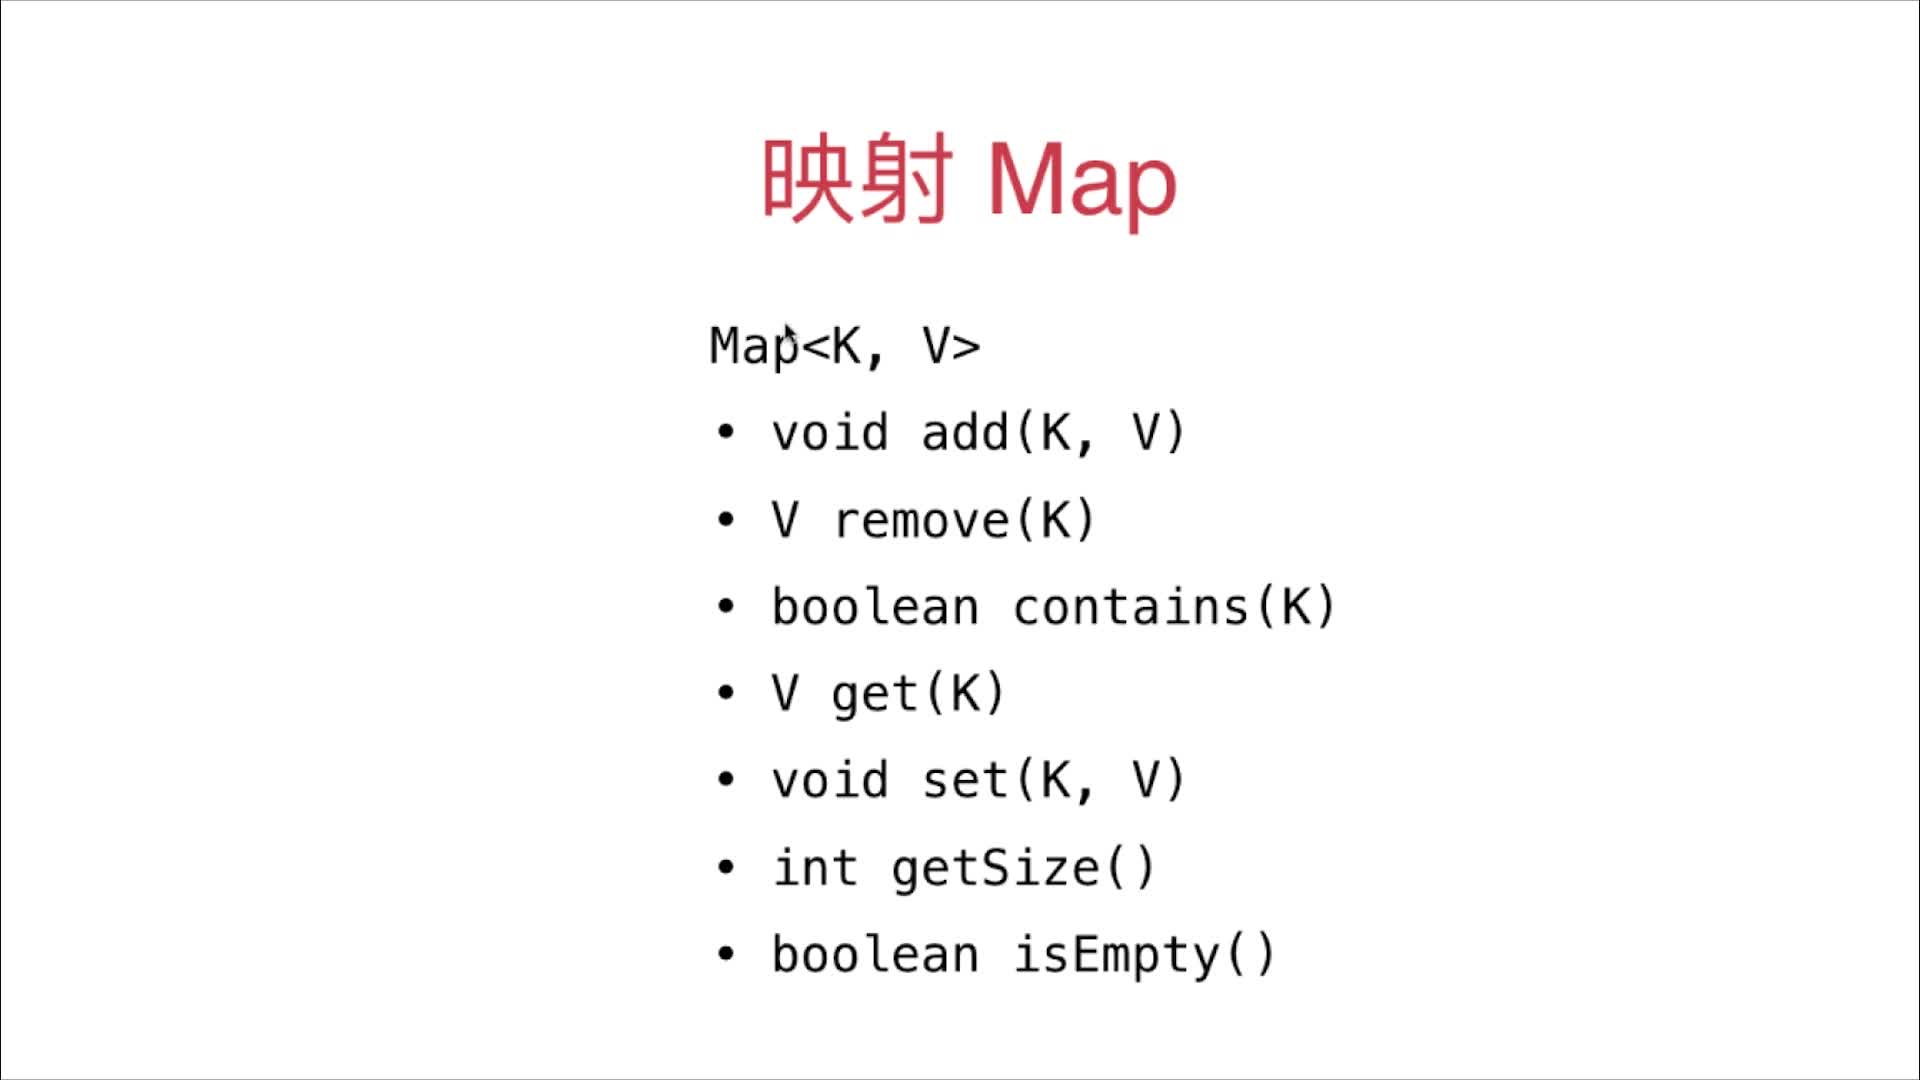 映射 Map
Map<K, V>
• void add(K, V)
• V remove(K)
• boolean contains(K)
• V get(K)
• void set(K, V)
• int getSize()
• boolean isEmpty()